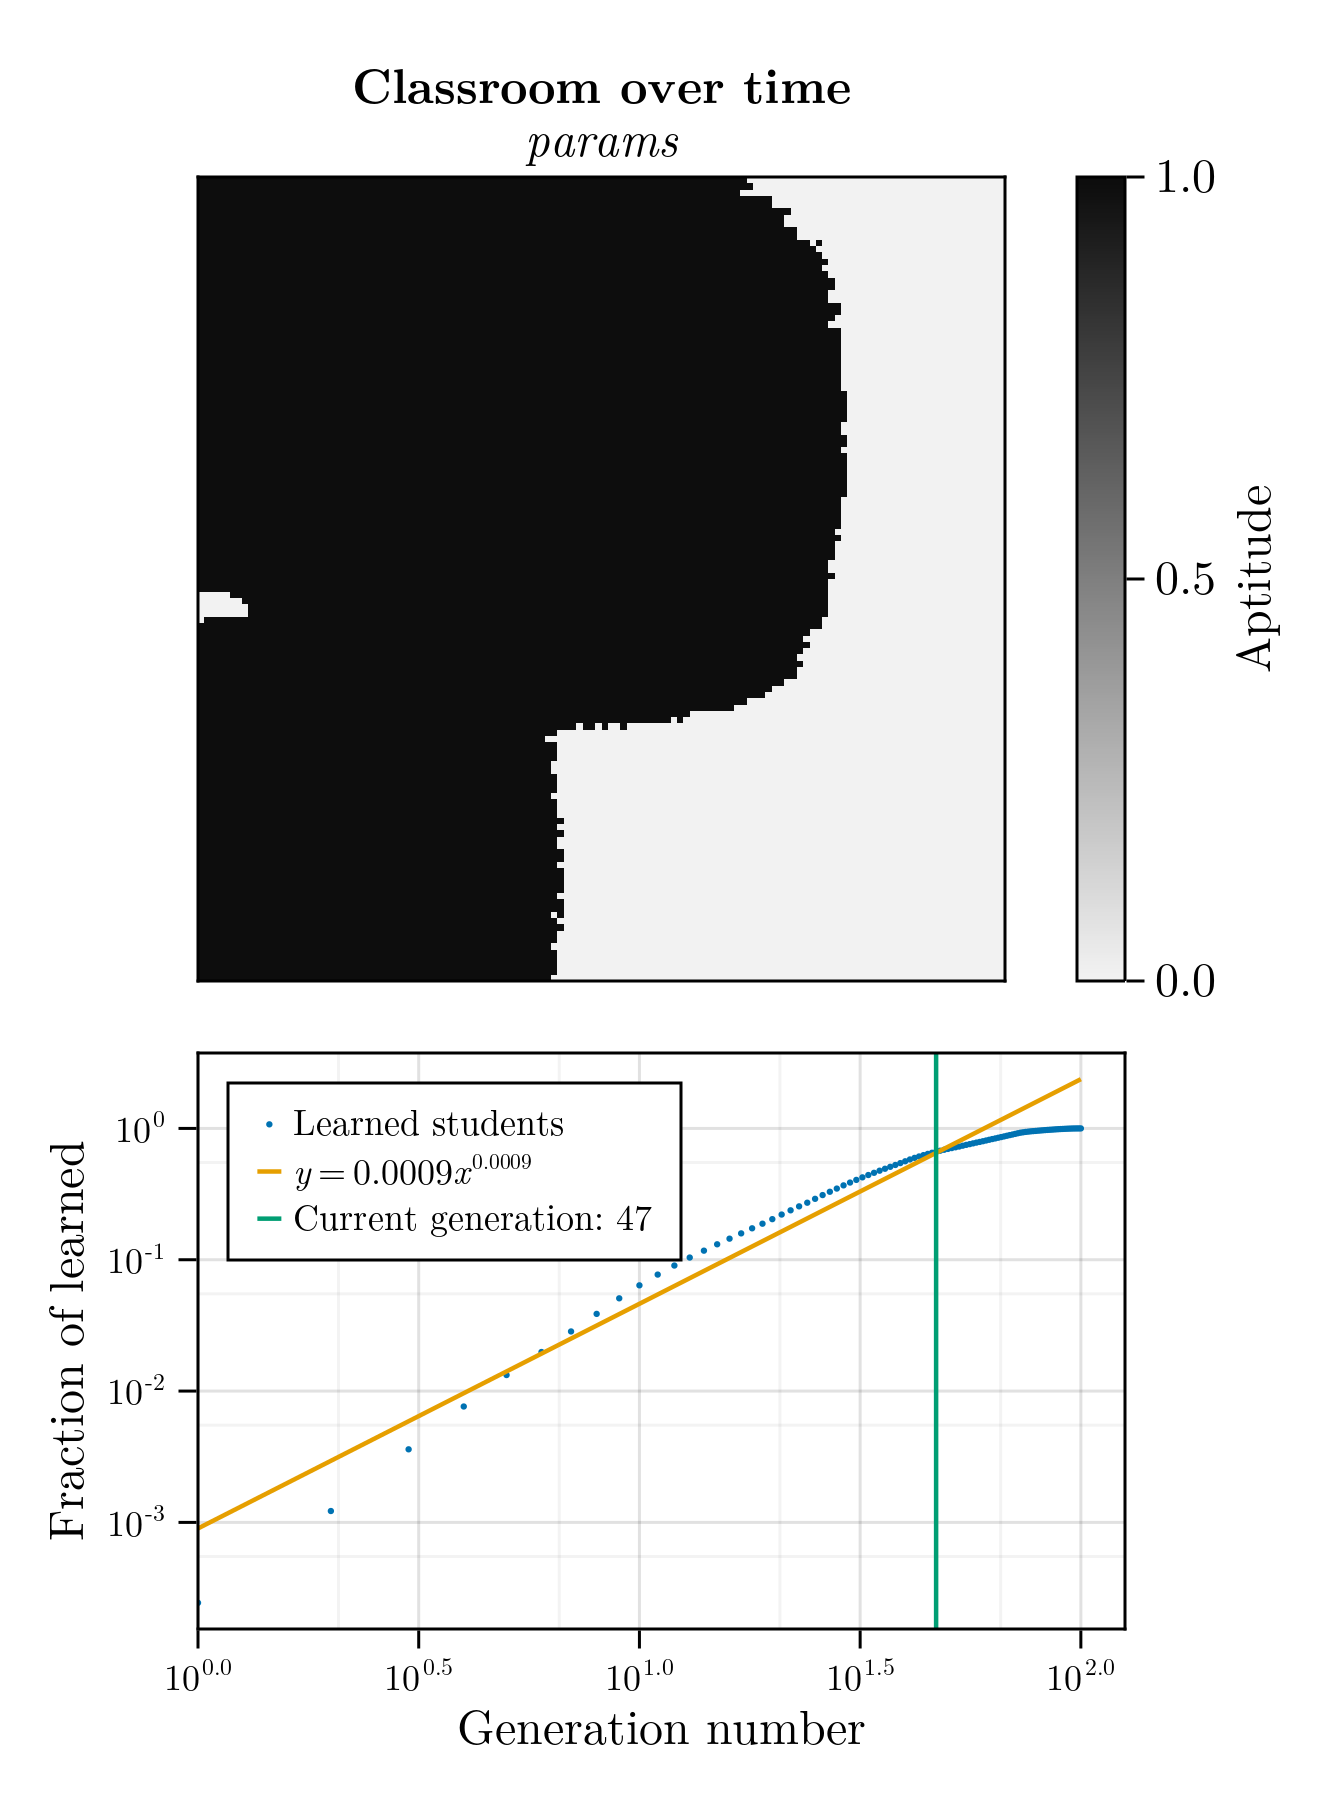 Classroom over time
params
1.0
0.5
0.0
Aptitude
Learned students
y = 0.0009x^0.0009
Current generation: 47
10^0
10^-1
10^-2
10^-3
Fraction of learned
10^0.0 10^0.5 10^1.0 10^1.5 10^2.0
Generation number